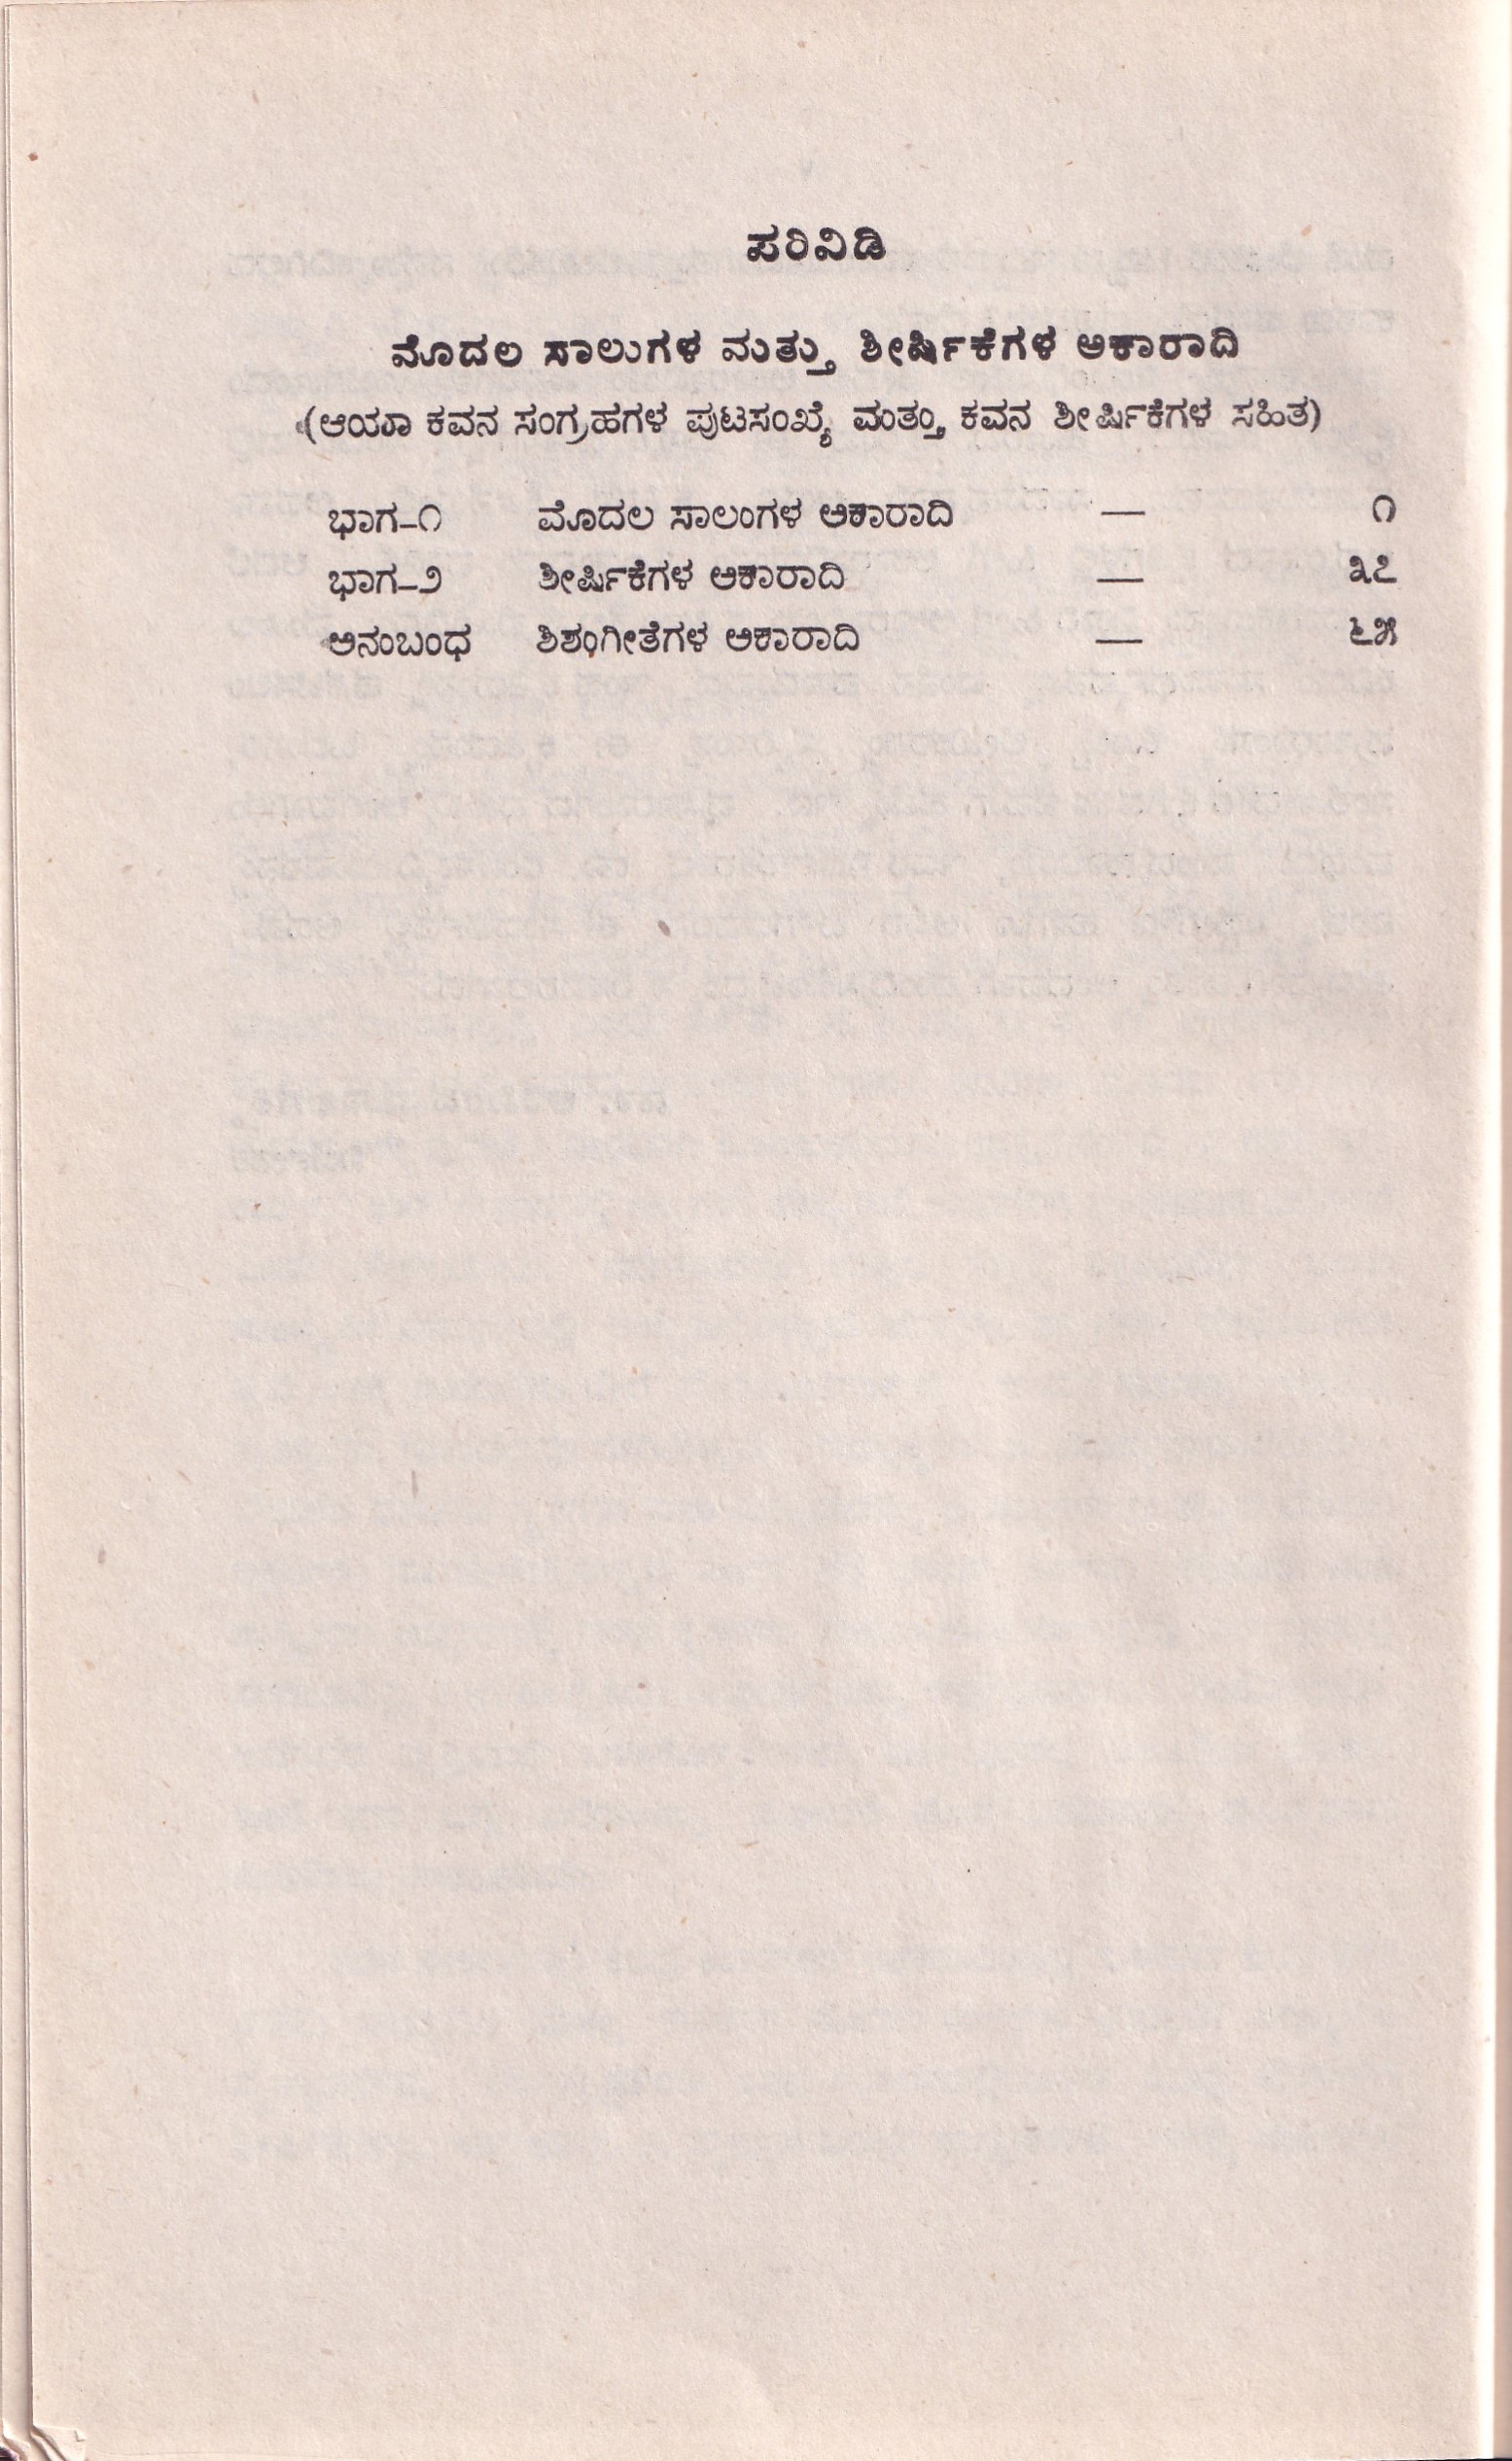 ಪರಿವಿಡಿ
ಮೊದಲ ಸಾಲುಗಳ ಮತ್ತು ಶೀರ್ಷಿಕೆಗಳ ಅಕಾರಾದಿ
(ಆಯಾ ಕವನ ಸಂಗ್ರಹಗಳ ಪುಟಸಂಖ್ಯೆ ಮತ್ತು ಕವನ ಶೀರ್ಷಿಕೆಗಳ ಸಹಿತ)
ಭಾಗ–೧ ಮೊದಲ ಸಾಲುಗಳ ಅಕಾರಾದಿ — ೧
ಭಾಗ–೨ ಶೀರ್ಷಿಕೆಗಳ ಅಕಾರಾದಿ — ೩೭
ಅನುಬಂಧ ಶಿಶುಗೀತೆಗಳ ಅಕಾರಾದಿ — ೬೫